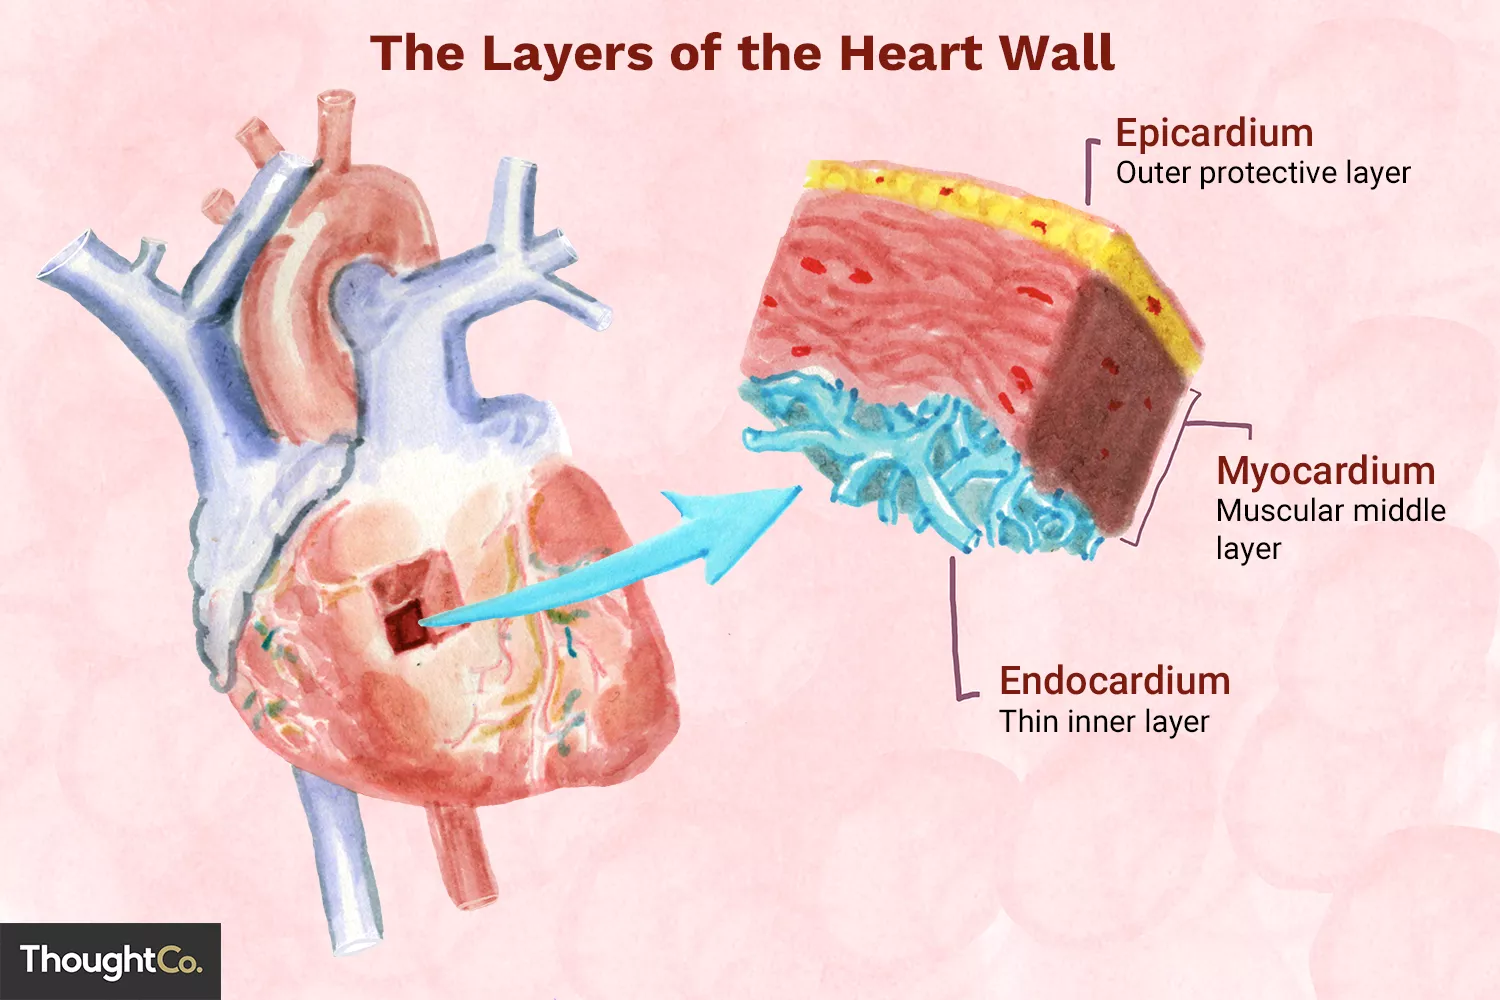 The Layers of the Heart Wall
Epicardium
Outer protective layer
Myocardium
Muscular middle
layer
Endocardium
Thin inner layer
ThoughtCo.